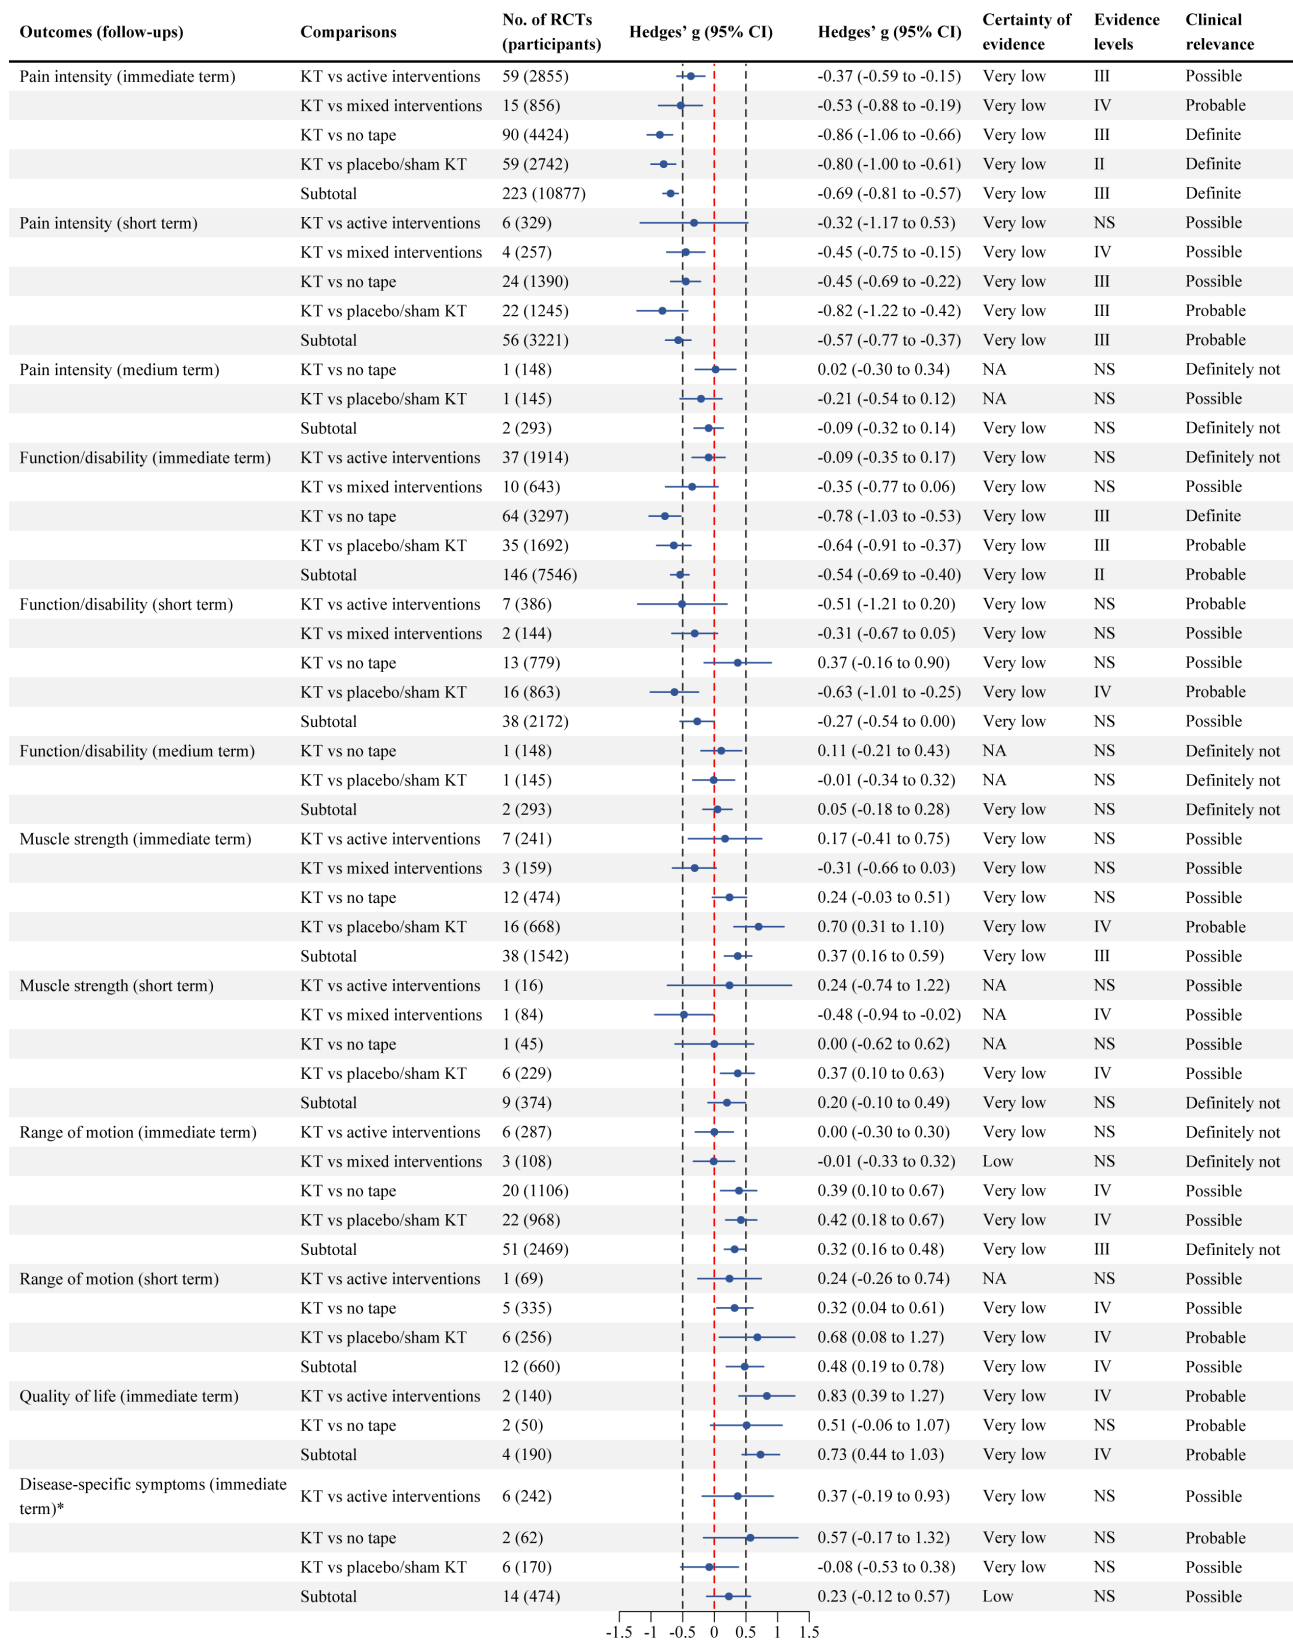 Outcomes (follow-ups) Comparisons No. of RCTs (participants) Hedges’ g (95% CI) Hedges’ g (95% CI) Certainty of evidence Evidence levels Clinical relevance
Pain intensity (immediate term) KT vs active interventions 59 (2855) -0.37 (-0.59 to -0.15) Very low III Possible
KT vs mixed interventions 15 (856) -0.53 (-0.88 to -0.19) Very low IV Probable
KT vs no tape 90 (4424) -0.86 (-1.06 to -0.66) Very low III Definite
KT vs placebo/sham KT 59 (2742) -0.80 (-1.00 to -0.61) Very low II Definite
Subtotal 223 (10877) -0.69 (-0.81 to -0.57) Very low III Definite
Pain intensity (short term) KT vs active interventions 6 (329) -0.32 (-1.17 to 0.53) Very low NS Possible
KT vs mixed interventions 4 (257) -0.45 (-0.75 to -0.15) Very low IV Possible
KT vs no tape 24 (1390) -0.45 (-0.69 to -0.22) Very low III Possible
KT vs placebo/sham KT 22 (1245) -0.82 (-1.22 to -0.42) Very low III Probable
Subtotal 56 (3221) -0.57 (-0.77 to -0.37) Very low III Probable
Pain intensity (medium term) KT vs no tape 1 (148) 0.02 (-0.30 to 0.34) NA NS Definitely not
KT vs placebo/sham KT 1 (145) -0.21 (-0.54 to 0.12) NA NS Possible
Subtotal 2 (293) -0.09 (-0.32 to 0.14) Very low NS Definitely not
Function/disability (immediate term) KT vs active interventions 37 (1914) -0.09 (-0.35 to 0.17) Very low NS Definitely not
KT vs mixed interventions 10 (643) -0.35 (-0.77 to 0.06) Very low NS Possible
KT vs no tape 64 (3297) -0.78 (-1.03 to -0.53) Very low III Definite
KT vs placebo/sham KT 35 (1692) -0.64 (-0.91 to -0.37) Very low III Probable
Subtotal 146 (7546) -0.54 (-0.69 to -0.40) Very low II Probable
Function/disability (short term) KT vs active interventions 7 (386) -0.51 (-1.21 to 0.20) Very low NS Probable
KT vs mixed interventions 2 (144) -0.31 (-0.67 to 0.05) Very low NS Possible
KT vs no tape 13 (779) 0.37 (-0.16 to 0.90) Very low NS Possible
KT vs placebo/sham KT 16 (863) -0.63 (-1.01 to -0.25) Very low IV Probable
Subtotal 38 (2172) -0.27 (-0.54 to 0.00) Very low NS Possible
Function/disability (medium term) KT vs no tape 1 (148) 0.11 (-0.21 to 0.43) NA NS Definitely not
KT vs placebo/sham KT 1 (145) -0.01 (-0.34 to 0.32) NA NS Definitely not
Subtotal 2 (293) 0.05 (-0.18 to 0.28) Very low NS Definitely not
Muscle strength (immediate term) KT vs active interventions 7 (241) 0.17 (-0.41 to 0.75) Very low NS Possible
KT vs mixed interventions 3 (159) -0.31 (-0.66 to 0.03) Very low NS Possible
KT vs no tape 12 (474) 0.24 (-0.03 to 0.51) Very low NS Possible
KT vs placebo/sham KT 16 (668) 0.70 (0.31 to 1.10) Very low IV Probable
Subtotal 38 (1542) 0.37 (0.16 to 0.59) Very low III Possible
Muscle strength (short term) KT vs active interventions 1 (16) 0.24 (-0.74 to 1.22) NA NS Possible
KT vs mixed interventions 1 (84) -0.48 (-0.94 to -0.02) NA IV Possible
KT vs no tape 1 (45) 0.00 (-0.62 to 0.62) NA NS Possible
KT vs placebo/sham KT 6 (229) 0.37 (0.10 to 0.63) Very low IV Possible
Subtotal 9 (374) 0.20 (-0.10 to 0.49) Very low NS Definitely not
Range of motion (immediate term) KT vs active interventions 6 (287) 0.00 (-0.30 to 0.30) Very low NS Definitely not
KT vs mixed interventions 3 (108) -0.01 (-0.33 to 0.32) Low NS Definitely not
KT vs no tape 20 (1106) 0.39 (0.10 to 0.67) Very low IV Possible
KT vs placebo/sham KT 22 (968) 0.42 (0.18 to 0.67) Very low IV Possible
Subtotal 51 (2469) 0.32 (0.16 to 0.48) Very low III Definitely not
Range of motion (short term) KT vs active interventions 1 (69) 0.24 (-0.26 to 0.74) NA NS Possible
KT vs no tape 5 (335) 0.32 (0.04 to 0.61) Very low IV Possible
KT vs placebo/sham KT 6 (256) 0.68 (0.08 to 1.27) Very low IV Probable
Subtotal 12 (660) 0.48 (0.19 to 0.78) Very low IV Possible
Quality of life (immediate term) KT vs active interventions 2 (140) 0.83 (0.39 to 1.27) Very low IV Probable
KT vs no tape 2 (50) 0.51 (-0.06 to 1.07) Very low NS Probable
Subtotal 4 (190) 0.73 (0.44 to 1.03) Very low IV Probable
Disease-specific symptoms (immediate term)* KT vs active interventions 6 (242) 0.37 (-0.19 to 0.93) Very low NS Possible
KT vs no tape 2 (62) 0.57 (-0.17 to 1.32) Very low NS Probable
KT vs placebo/sham KT 6 (170) -0.08 (-0.53 to 0.38) Very low NS Possible
Subtotal 14 (474) 0.23 (-0.12 to 0.57) Low NS Possible
-1.5 -1 -0.5 0 0.5 1 1.5